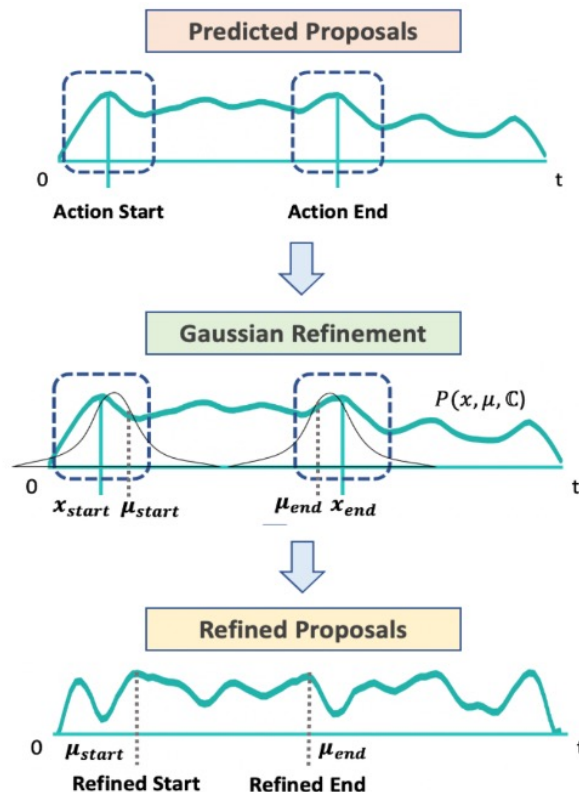 Predicted Proposals
0 t
Action Start Action End
Gaussian Refinement
P(x, μ, ℂ)
0 t
x_start μ_start μ_end x_end
Refined Proposals
0 μ_start μ_end t
Refined Start Refined End